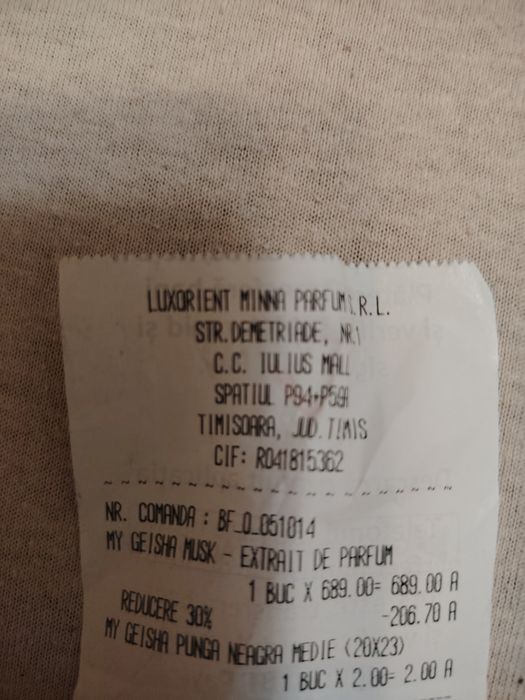 LUXORIENT MINNA PARFUM S.R.L.
STR.DEMETRIADE, NR.1
C.C. IULIUS MALL
SPATIUL P94+P59A
TIMISOARA, JUD.TIMIS
CIF: RO41815362
NR. COMANDA : BF_O_051014
MY GEISHA MUSK - EXTRAIT DE PARFUM
1 BUC X 689.00= 689.00 A
REDUCERE 30% -206.70 A
MY GEISHA PUNGA NEAGRA MEDIE (20X23)
1 BUC X 2.00= 2.00 A